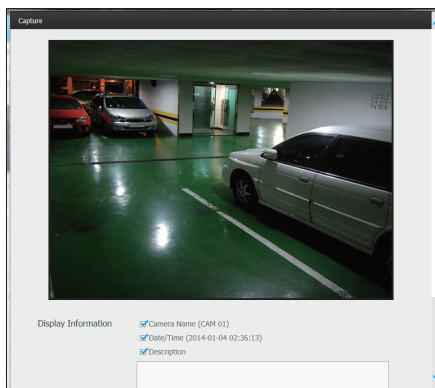 Capture
Display Information
Camera Name (CAM 01)
Date/Time (2014-01-04 02:36:13)
Description